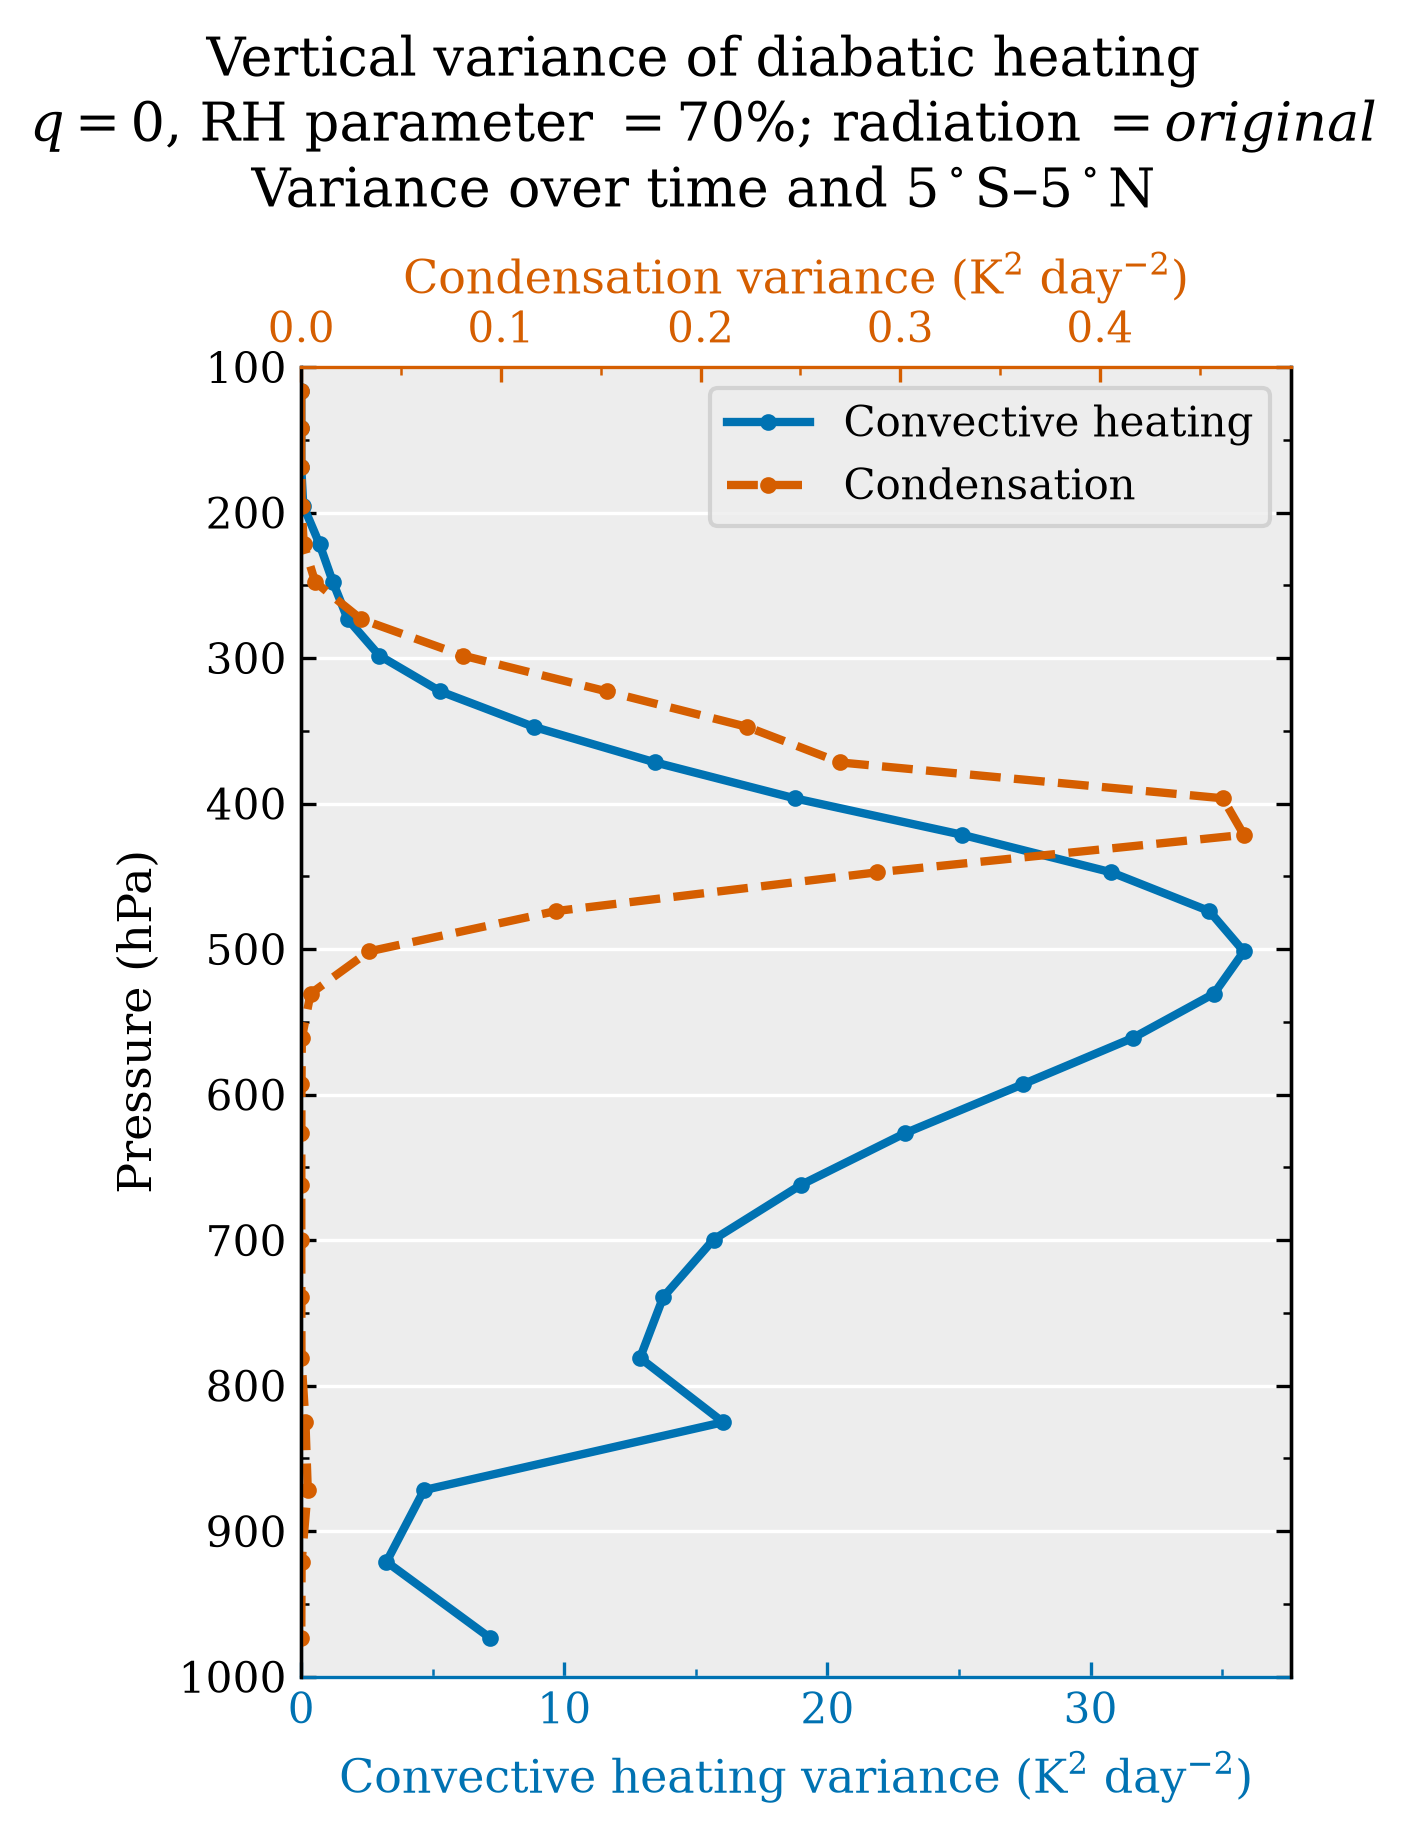 Vertical variance of diabatic heating
q = 0, RH parameter = 70%; radiation = original
Variance over time and 5°S–5°N
Condensation variance (K² day⁻²)
0.0 0.1 0.2 0.3 0.4
Convective heating
Condensation
Pressure (hPa)
100
200
300
400
500
600
700
800
900
1000
0 10 20 30
Convective heating variance (K² day⁻²)